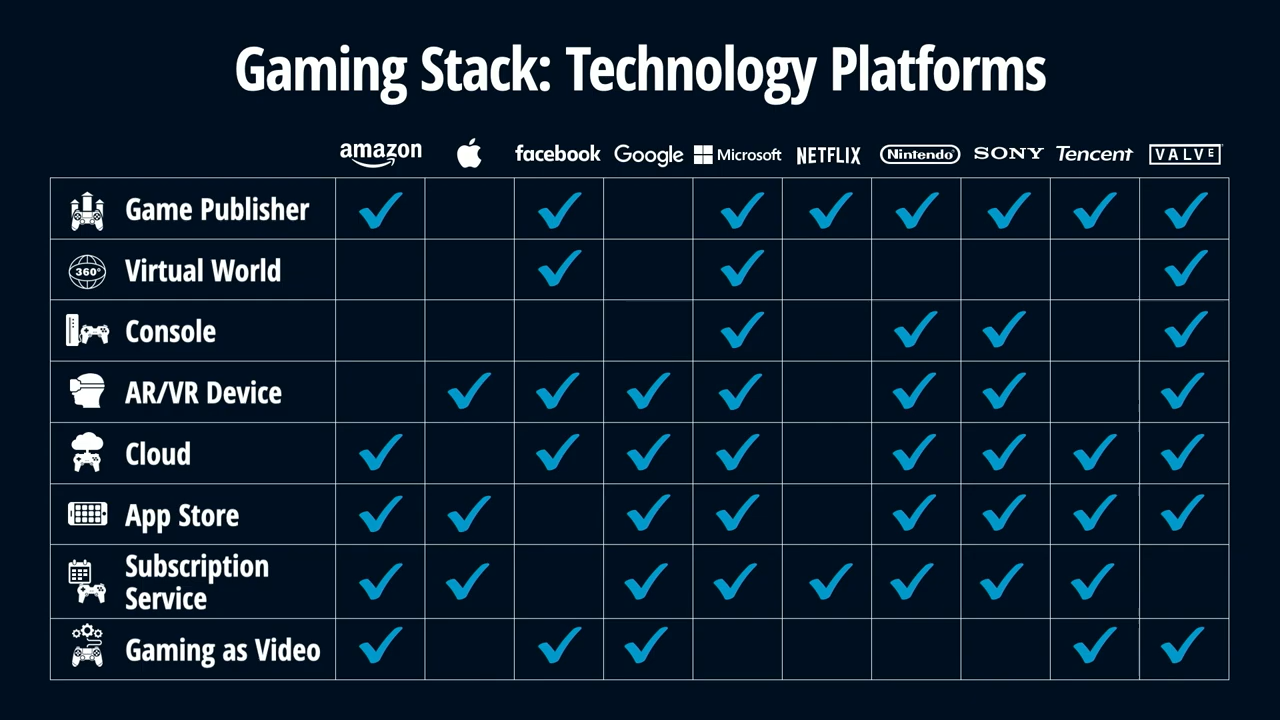 Gaming Stack: Technology Platforms
amazon facebook Google Microsoft NETFLIX Nintendo SONY Tencent VALVE
Game Publisher
360°
Virtual World
Console
AR/VR Device
Cloud
App Store
Subscription
Service
Gaming as Video